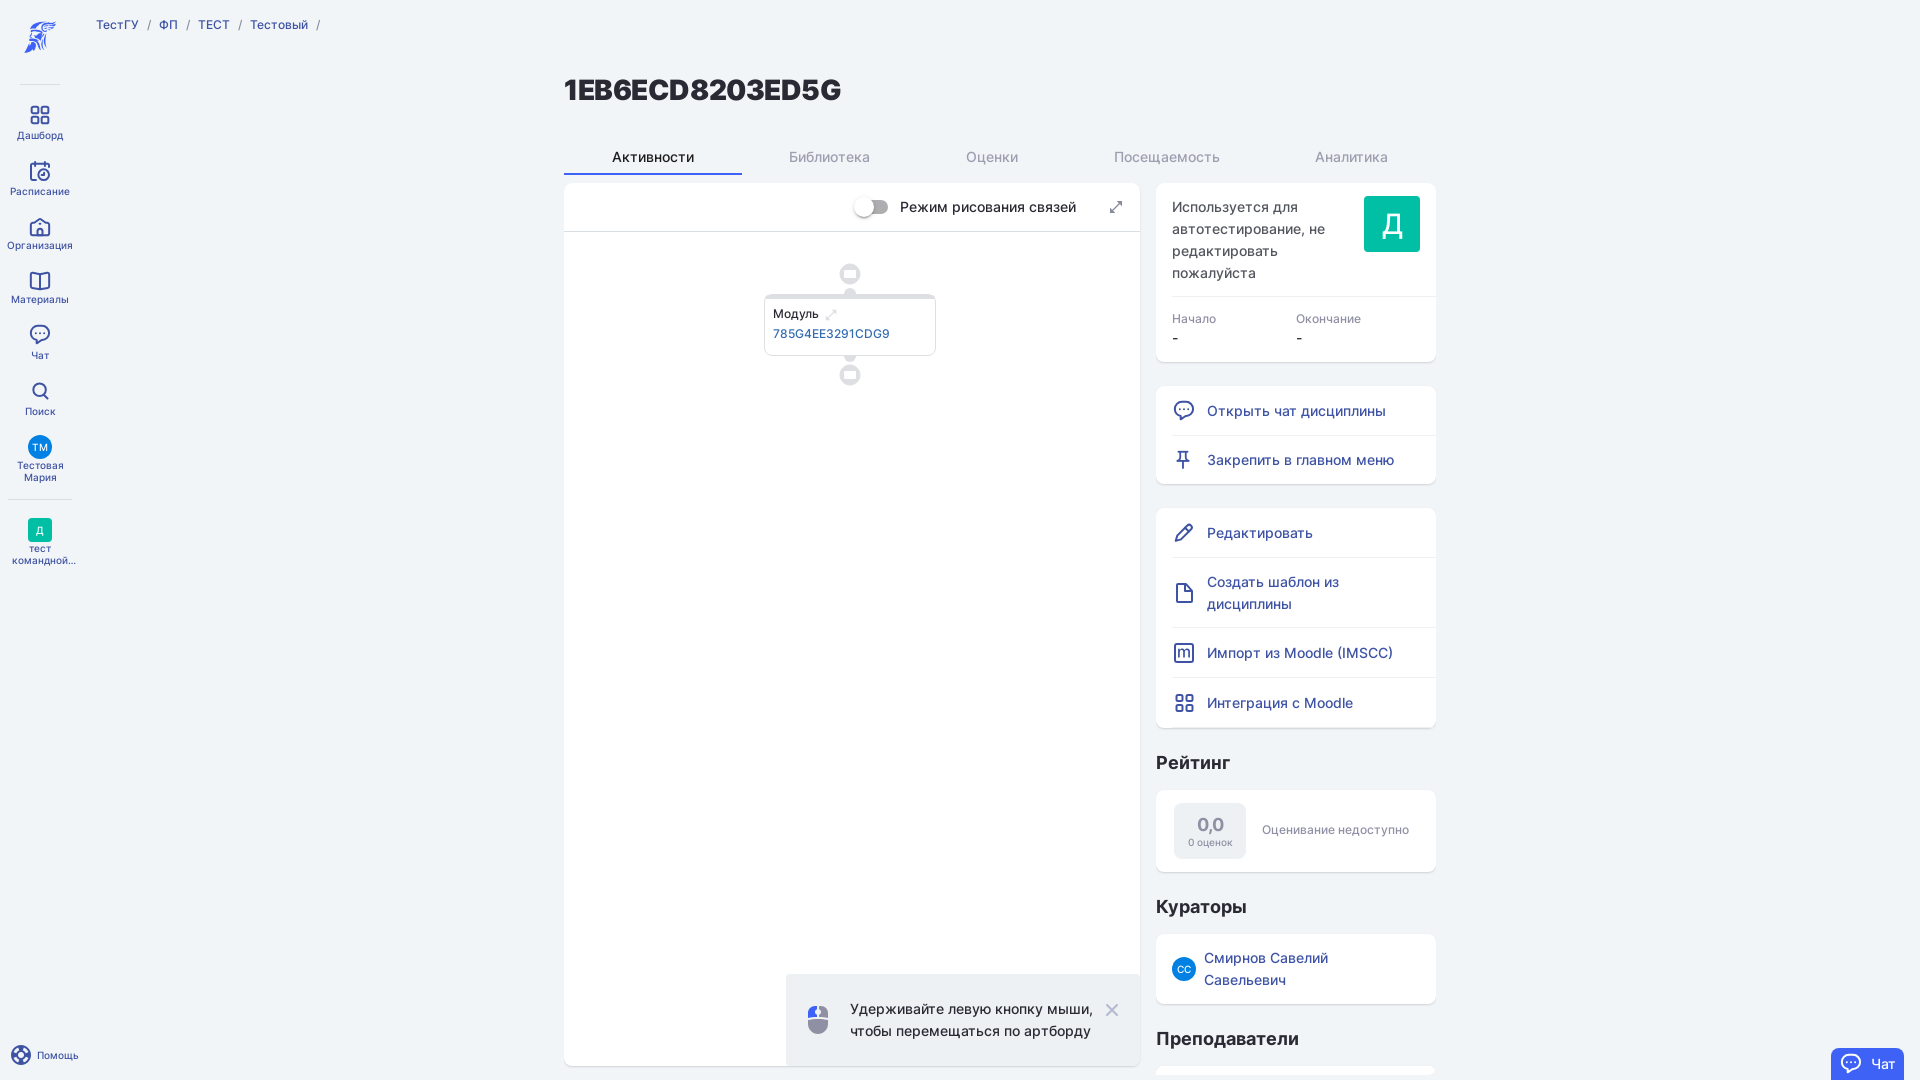 ТестГУ / ФП / ТЕСТ / Тестовый /
1EB6ECD8203ED5G
Дашборд
Расписание
Организация
Материалы
Чат
Поиск
ТМ
Тестовая
Мария
Д
тест
командной...
Помощь
Активности
Библиотека
Оценки
Посещаемость
Аналитика
Режим рисования связей
Модуль
785G4EE3291CDG9
Удерживайте левую кнопку мыши,
чтобы перемещаться по артборду
Используется для
автотестирование, не
редактировать
пожалуйста
Д
Начало
-
Окончание
-
Открыть чат дисциплины
Закрепить в главном меню
Редактировать
Создать шаблон из
дисциплины
Импорт из Moodle (IMSCC)
Интеграция с Moodle
Рейтинг
0,0
0 оценок
Оценивание недоступно
Кураторы
СС
Смирнов Савелий
Савельевич
Преподаватели
Чат